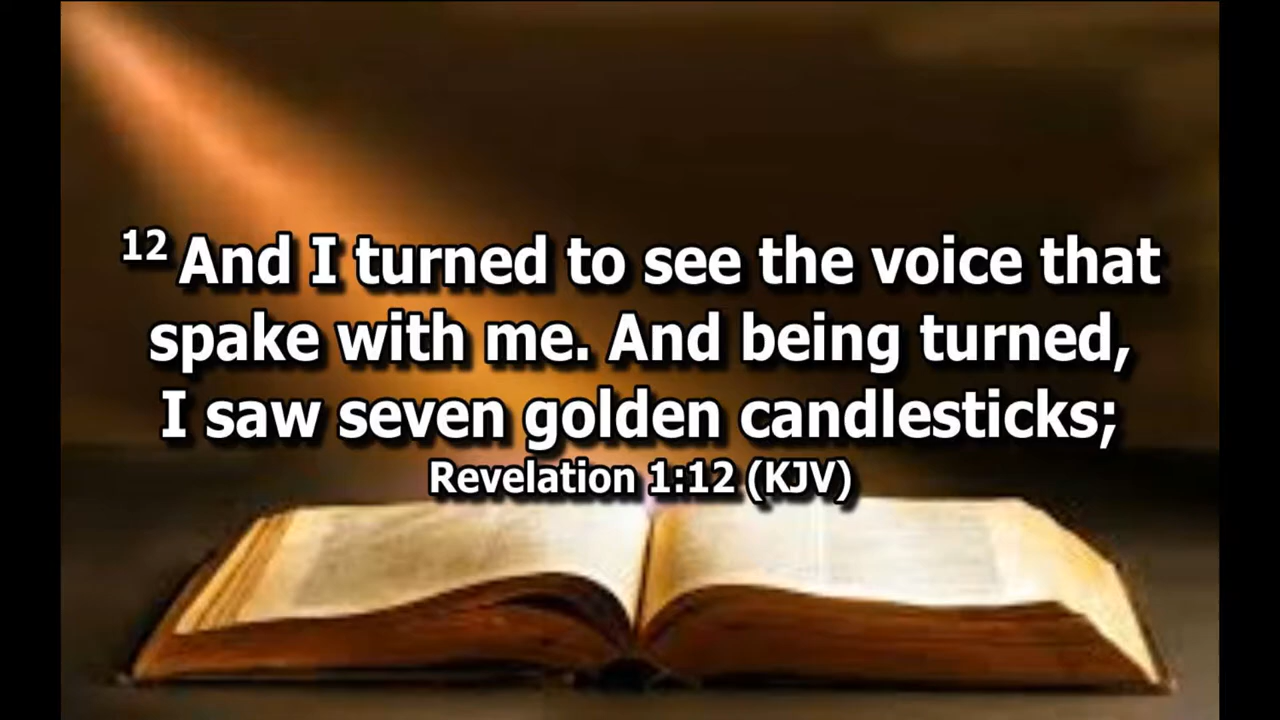 12 And I turned to see the voice that
spake with me. And being turned,
I saw seven golden candlesticks;
Revelation 1:12 (KJV)